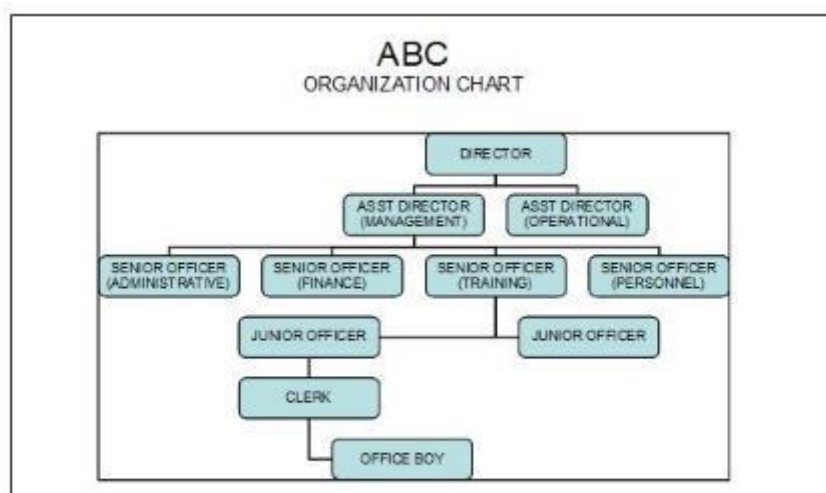 ABC
ORGANIZATION CHART
DIRECTOR
ASST DIRECTOR
(MANAGEMENT)
ASST DIRECTOR
(OPERATIONAL)
SENIOR OFFICER
(ADMINISTRATIVE)
SENIOR OFFICER
(FINANCE)
SENIOR OFFICER
(TRAINING)
SENIOR OFFICER
(PERSONNEL)
JUNIOR OFFICER
JUNIOR OFFICER
CLERK
OFFICE BOY